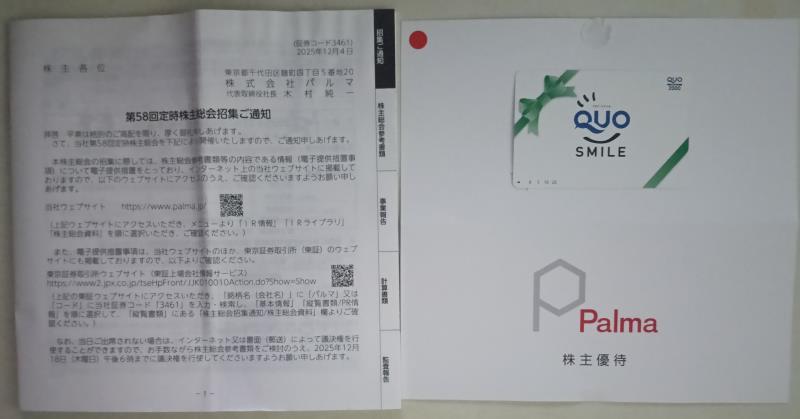 (証券コード3461)
2025年12月4日
株 主 各 位
東京都千代田区麹町四丁目5番地20
株式会社パルマ
代表取締役社長 木 村 純 一
第58回定時株主総会招集ご通知
拝啓 平素は格別のご高配を賜り、厚く御礼申しあげます。
さて、当社第58回定時株主総会を下記により開催いたしますので、ご通知申しあげます。
本株主総会の招集に際しては、株主総会参考書類等の内容である情報(電子提供措置事
項)について電子提供措置をとっており、インターネット上の当社ウェブサイトに掲載して
おりますので、以下のウェブサイトにアクセスのうえ、ご確認くださいますようお願い申し
あげます。
当社ウェブサイト https://www.palma.jp/
(上記ウェブサイトにアクセスいただき、メニューより「IR情報」「IRライブラリ」
「株主総会資料」を順に選択いただき、ご確認ください。)
また、電子提供措置事項は、当社ウェブサイトのほか、東京証券取引所(東証)のウェブ
サイトにも掲載しておりますので、以下よりご確認ください。
東京証券取引所ウェブサイト(東証上場会社情報サービス)
https://www2.jpx.co.jp/tseHpFront/JJK010010Action.do?Show=Show
(上記の東証ウェブサイトにアクセスいただき、「銘柄名(会社名)」に「パルマ」又は
「コード」に当社証券コード「3461」を入力・検索し、「基本情報」「縦覧書類/PR情
報」を順に選択して、「縦覧書類」にある「株主総会招集通知/株主総会資料」欄よりご確
認ください。)
なお、当日ご出席されない場合は、インターネット又は書面(郵送)によって議決権を行
使することができますので、お手数ながら株主総会参考書類をご検討のうえ、2025年12月
18日(木曜日)午後6時までに議決権を行使してくださいますようお願い申しあげます。
- 1 -
招集ご通知
株主総会参考書類
事業報告
計算書類
監査報告
QUO
QUO
SMILE
Palma
株主優待